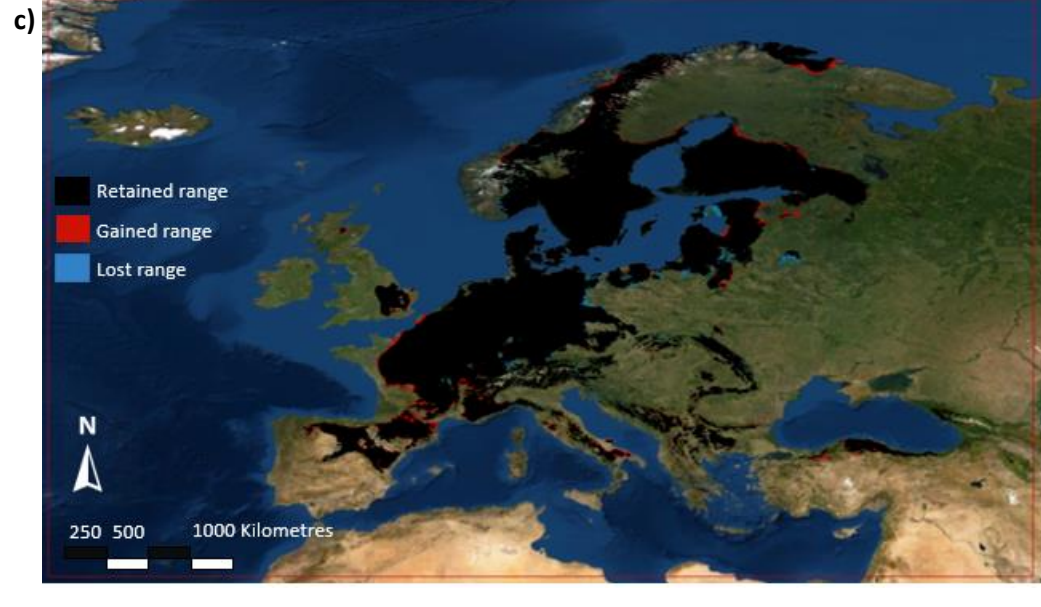 c)
Retained range
Gained range
Lost range
N
250 500 1000 Kilometres